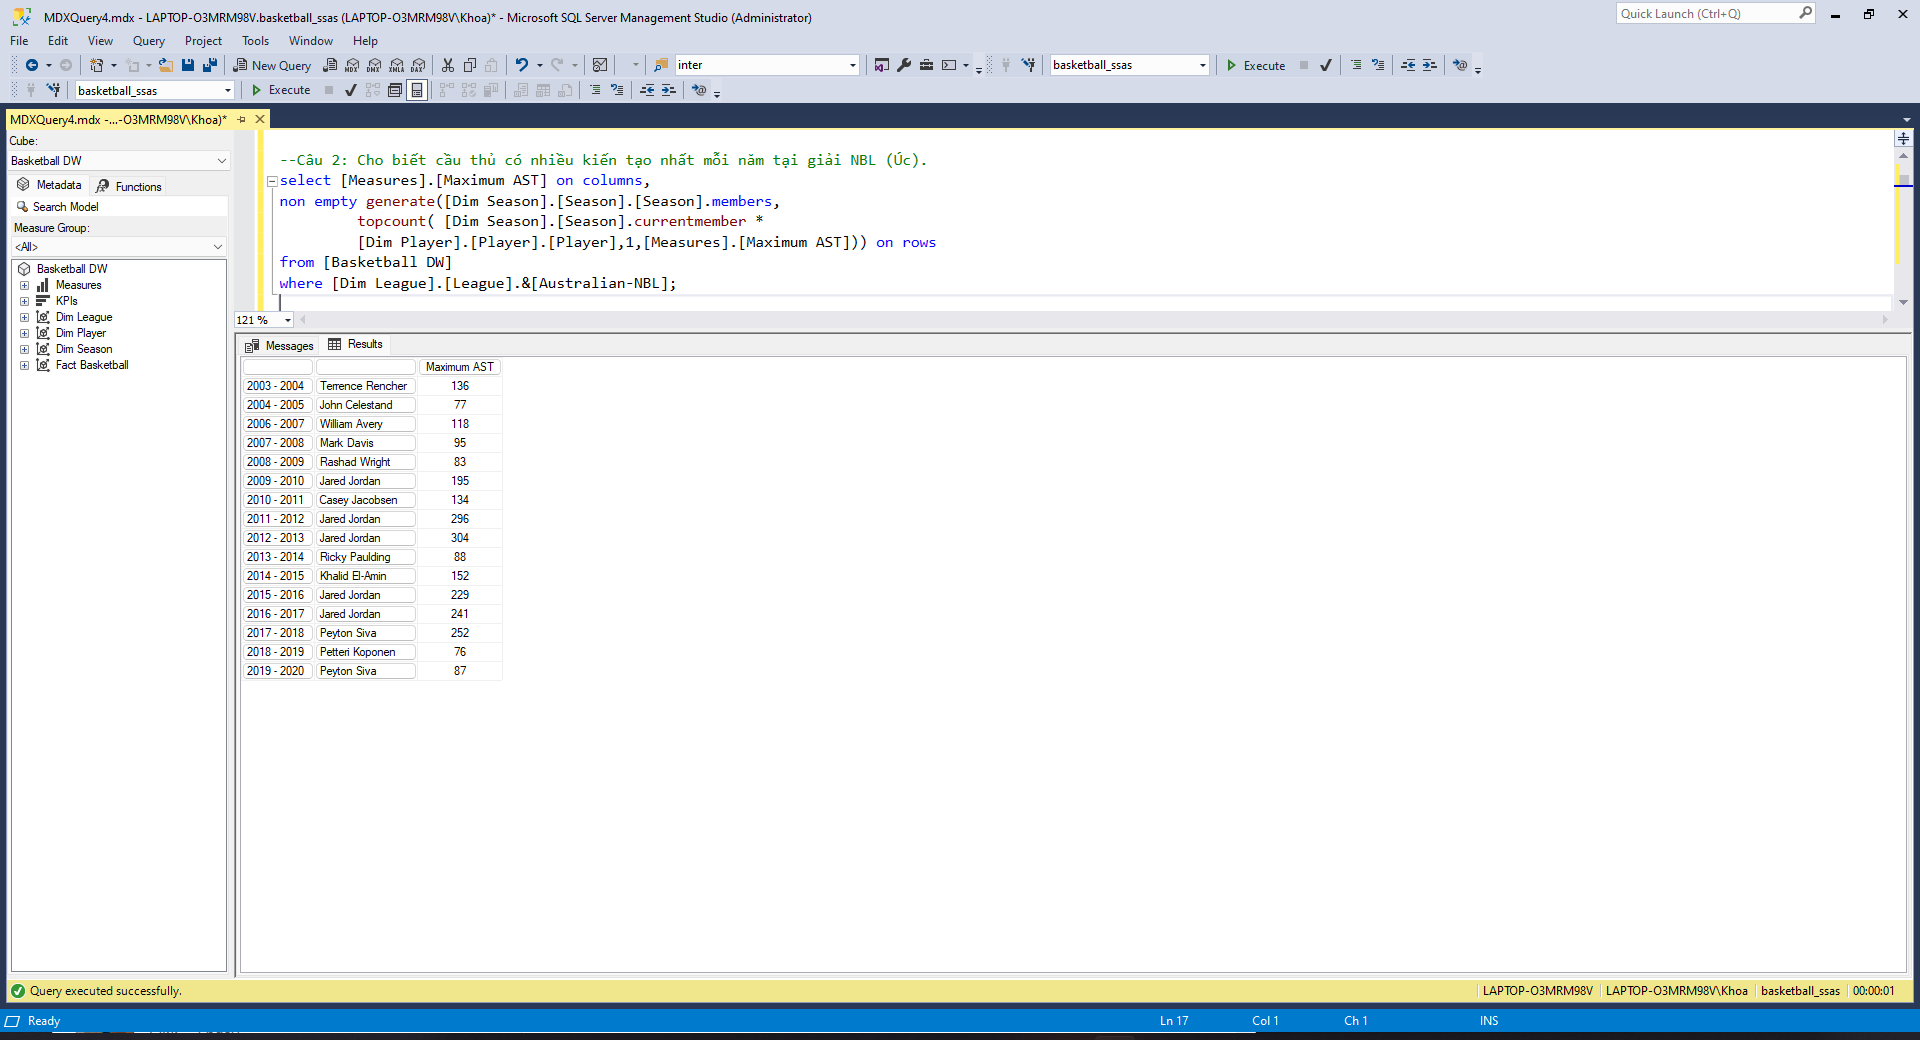 MDXQuery4.mdx - LAPTOP-O3MRM98V.basketball_ssas (LAPTOP-O3MRM98V\Khoa)* - Microsoft SQL Server Management Studio (Administrator)
Quick Launch (Ctrl+Q)
File Edit View Query Project Tools Window Help
New Query MDX DMX XMLA DAX inter basketball_ssas Execute
basketball_ssas Execute
MDXQuery4.mdx -...-O3MRM98V\Khoa)*
Cube:
Basketball DW
Metadata Functions
Search Model
Measure Group:
<All>
Basketball DW
Measures
KPIs
Dim League
Dim Player
Dim Season
Fact Basketball
--Câu 2: Cho biết cầu thủ có nhiều kiến tạo nhất mỗi năm tại giải NBL (Úc).
select [Measures].[Maximum AST] on columns,
non empty generate([Dim Season].[Season].[Season].members,
topcount( [Dim Season].[Season].currentmember *
[Dim Player].[Player].[Player],1,[Measures].[Maximum AST])) on rows
from [Basketball DW]
where [Dim League].[League].&[Australian-NBL];
121 %
Messages Results
Maximum AST
2003 - 2004 Terrence Rencher 136
2004 - 2005 John Celestand 77
2006 - 2007 William Avery 118
2007 - 2008 Mark Davis 95
2008 - 2009 Rashad Wright 83
2009 - 2010 Jared Jordan 195
2010 - 2011 Casey Jacobsen 134
2011 - 2012 Jared Jordan 296
2012 - 2013 Jared Jordan 304
2013 - 2014 Ricky Paulding 88
2014 - 2015 Khalid El-Amin 152
2015 - 2016 Jared Jordan 229
2016 - 2017 Jared Jordan 241
2017 - 2018 Peyton Siva 252
2018 - 2019 Petteri Koponen 76
2019 - 2020 Peyton Siva 87
Query executed successfully. LAPTOP-O3MRM98V LAPTOP-O3MRM98V\Khoa basketball_ssas 00:00:01
Ready Ln 17 Col 1 Ch 1 INS